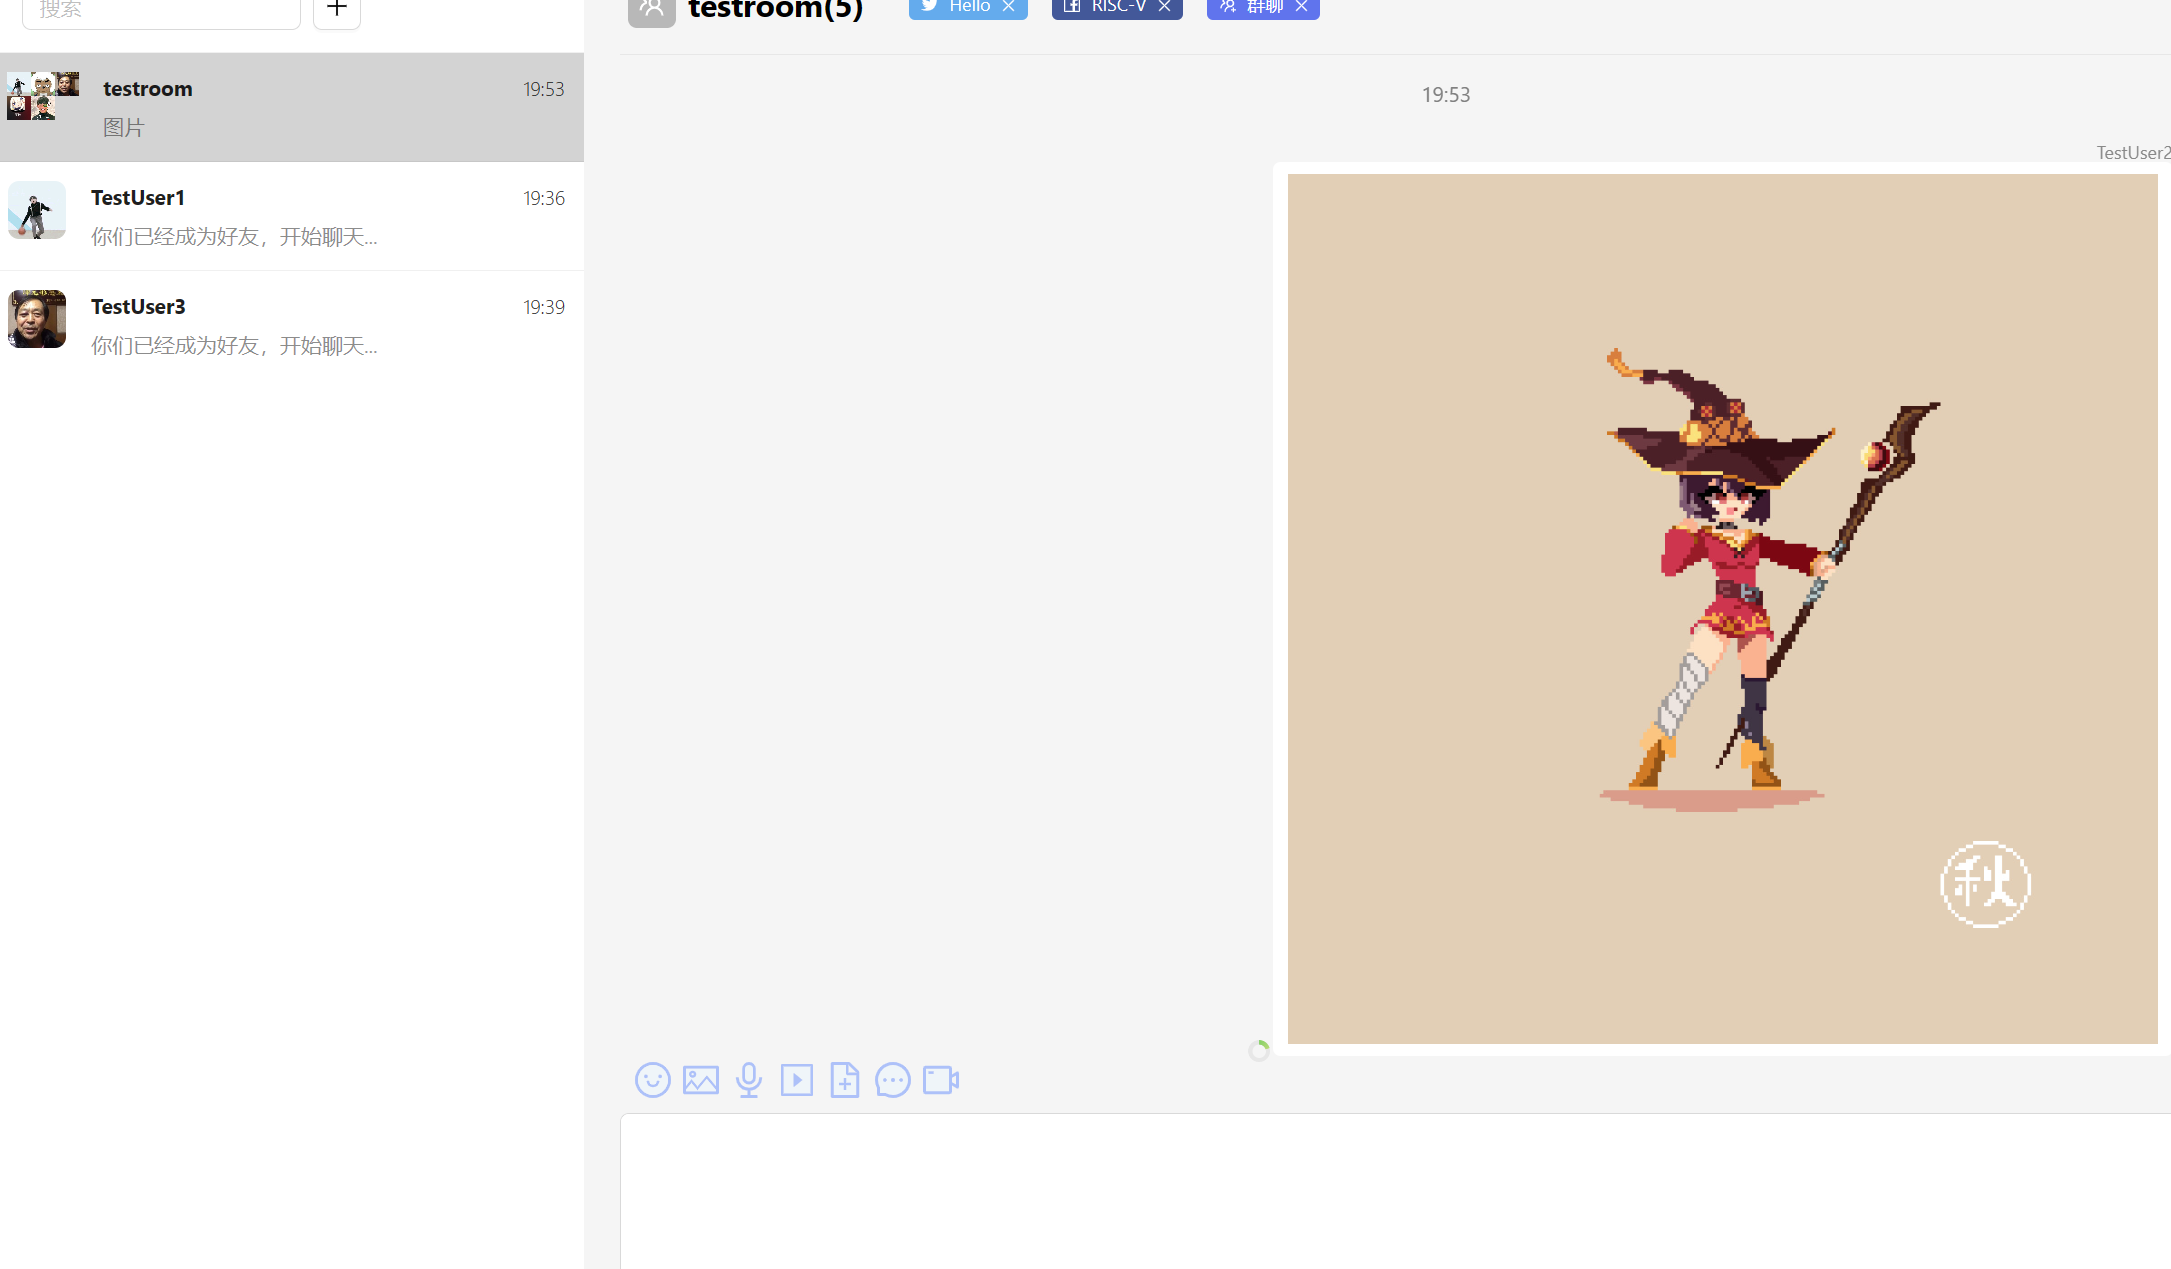 搜索
testroom(5)
Hello
RISC-V
群聊
testroom
19:53
图片
TestUser1
19:36
你们已经成为好友，开始聊天...
TestUser3
19:39
你们已经成为好友，开始聊天...
19:53
TestUser2
秋